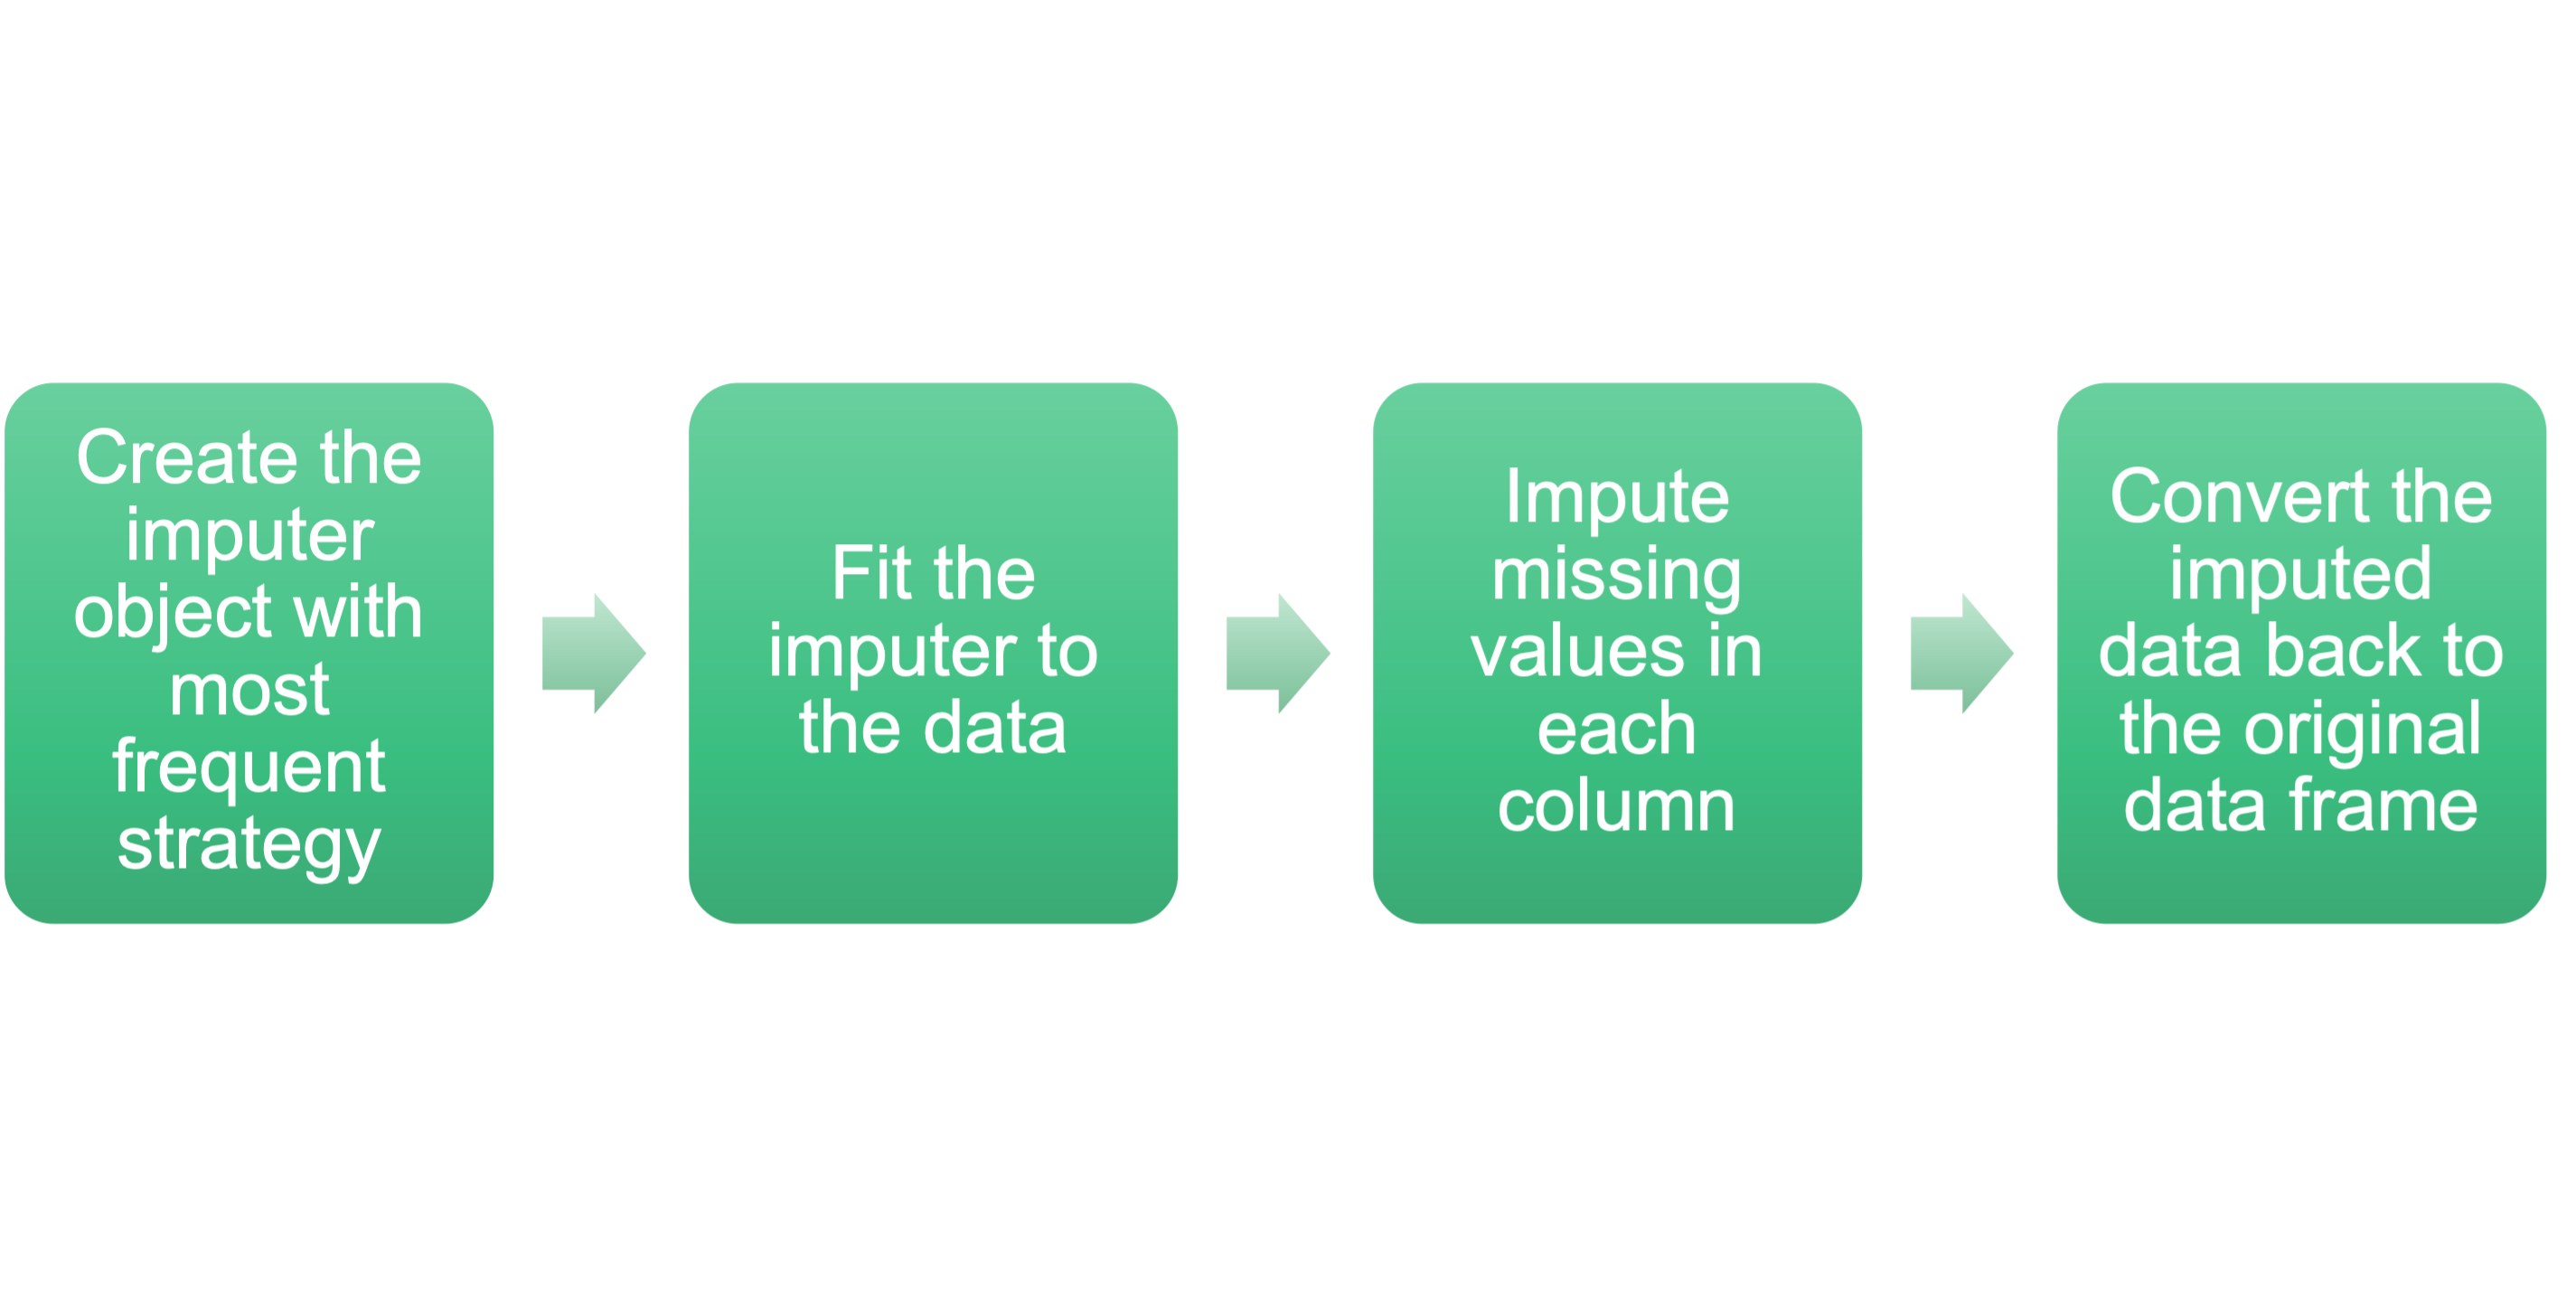 Create the
imputer
object with
most
frequent
strategy
Fit the
imputer to
the data
Impute
missing
values in
each
column
Convert the
imputed
data back to
the original
data frame